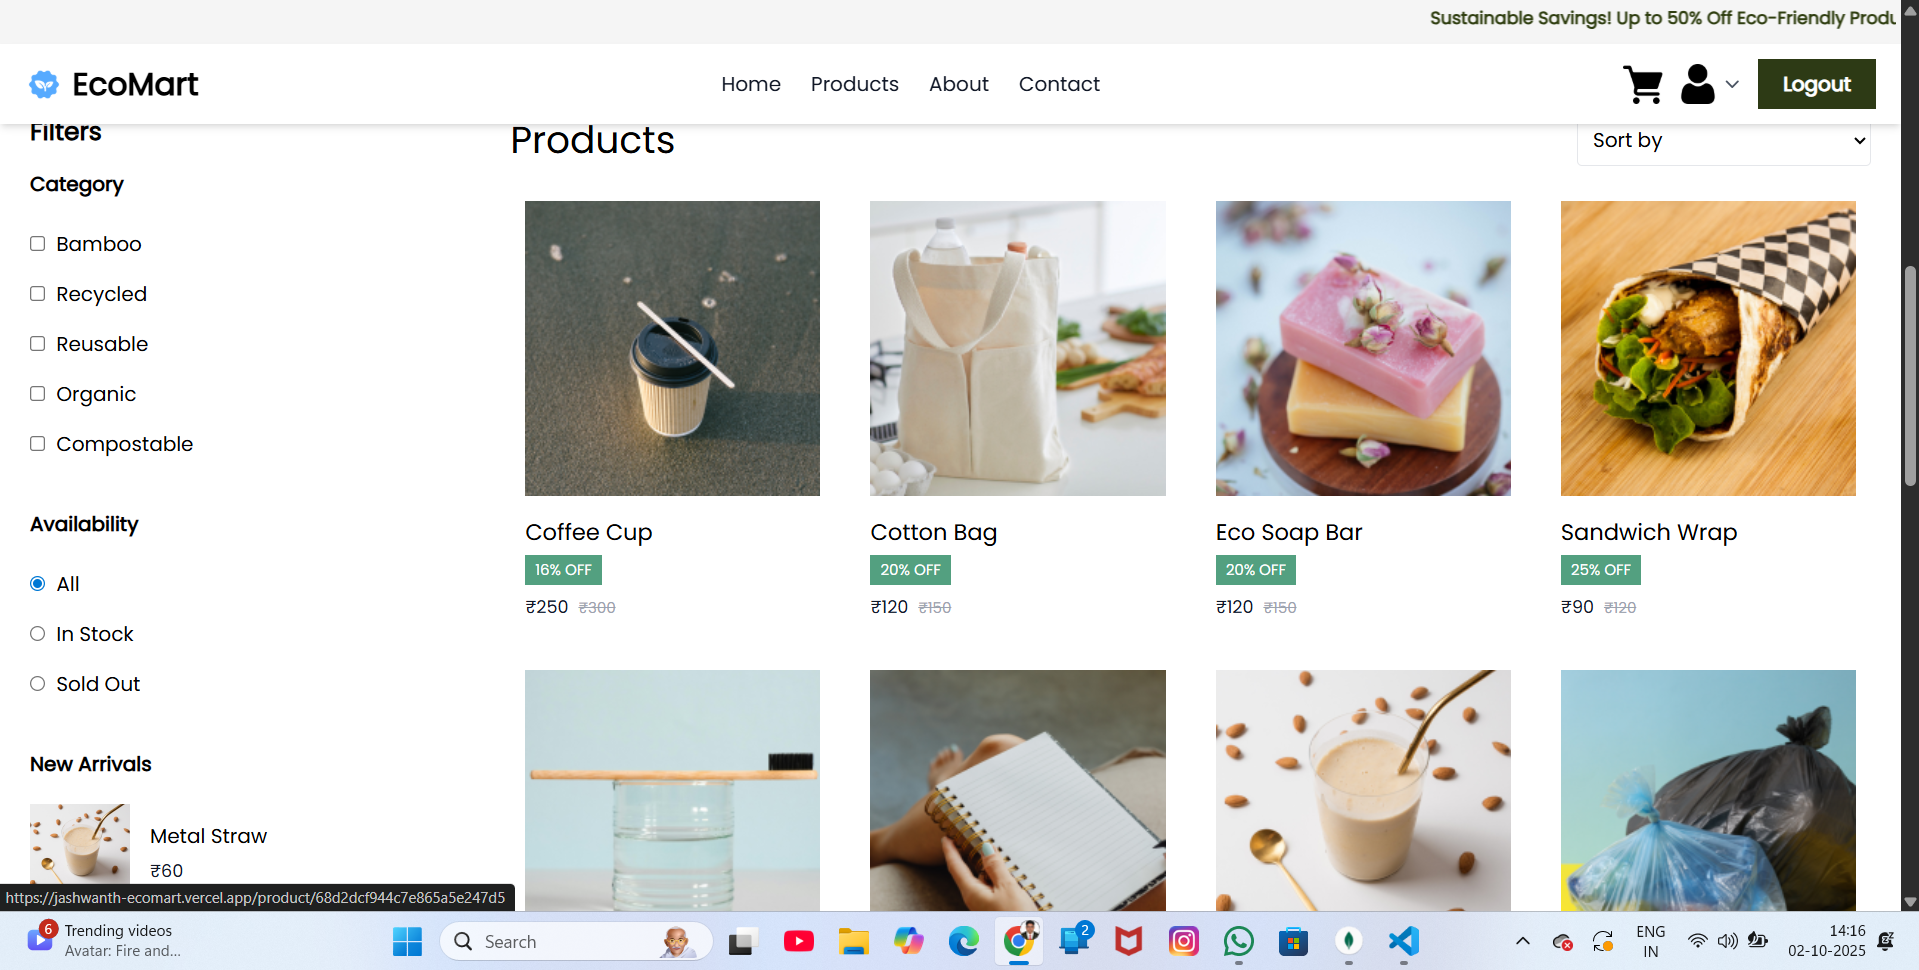 Sustainable Savings! Up to 50% Off Eco-Friendly Produ
EcoMart
Home Products About Contact
Logout
Filters
Category
Bamboo
Recycled
Reusable
Organic
Compostable
Availability
All
In Stock
Sold Out
New Arrivals
Metal Straw
₹60
Products
Sort by
Coffee Cup
16% OFF
₹250 ₹300
Cotton Bag
20% OFF
₹120 ₹150
Eco Soap Bar
20% OFF
₹120 ₹150
Sandwich Wrap
25% OFF
₹90 ₹120
https://jashwanth-ecomart.vercel.app/product/68d2dcf944c7e865a5e247d5
6
Trending videos
Avatar: Fire and...
Search
2
ENG
IN
14:16
02-10-2025